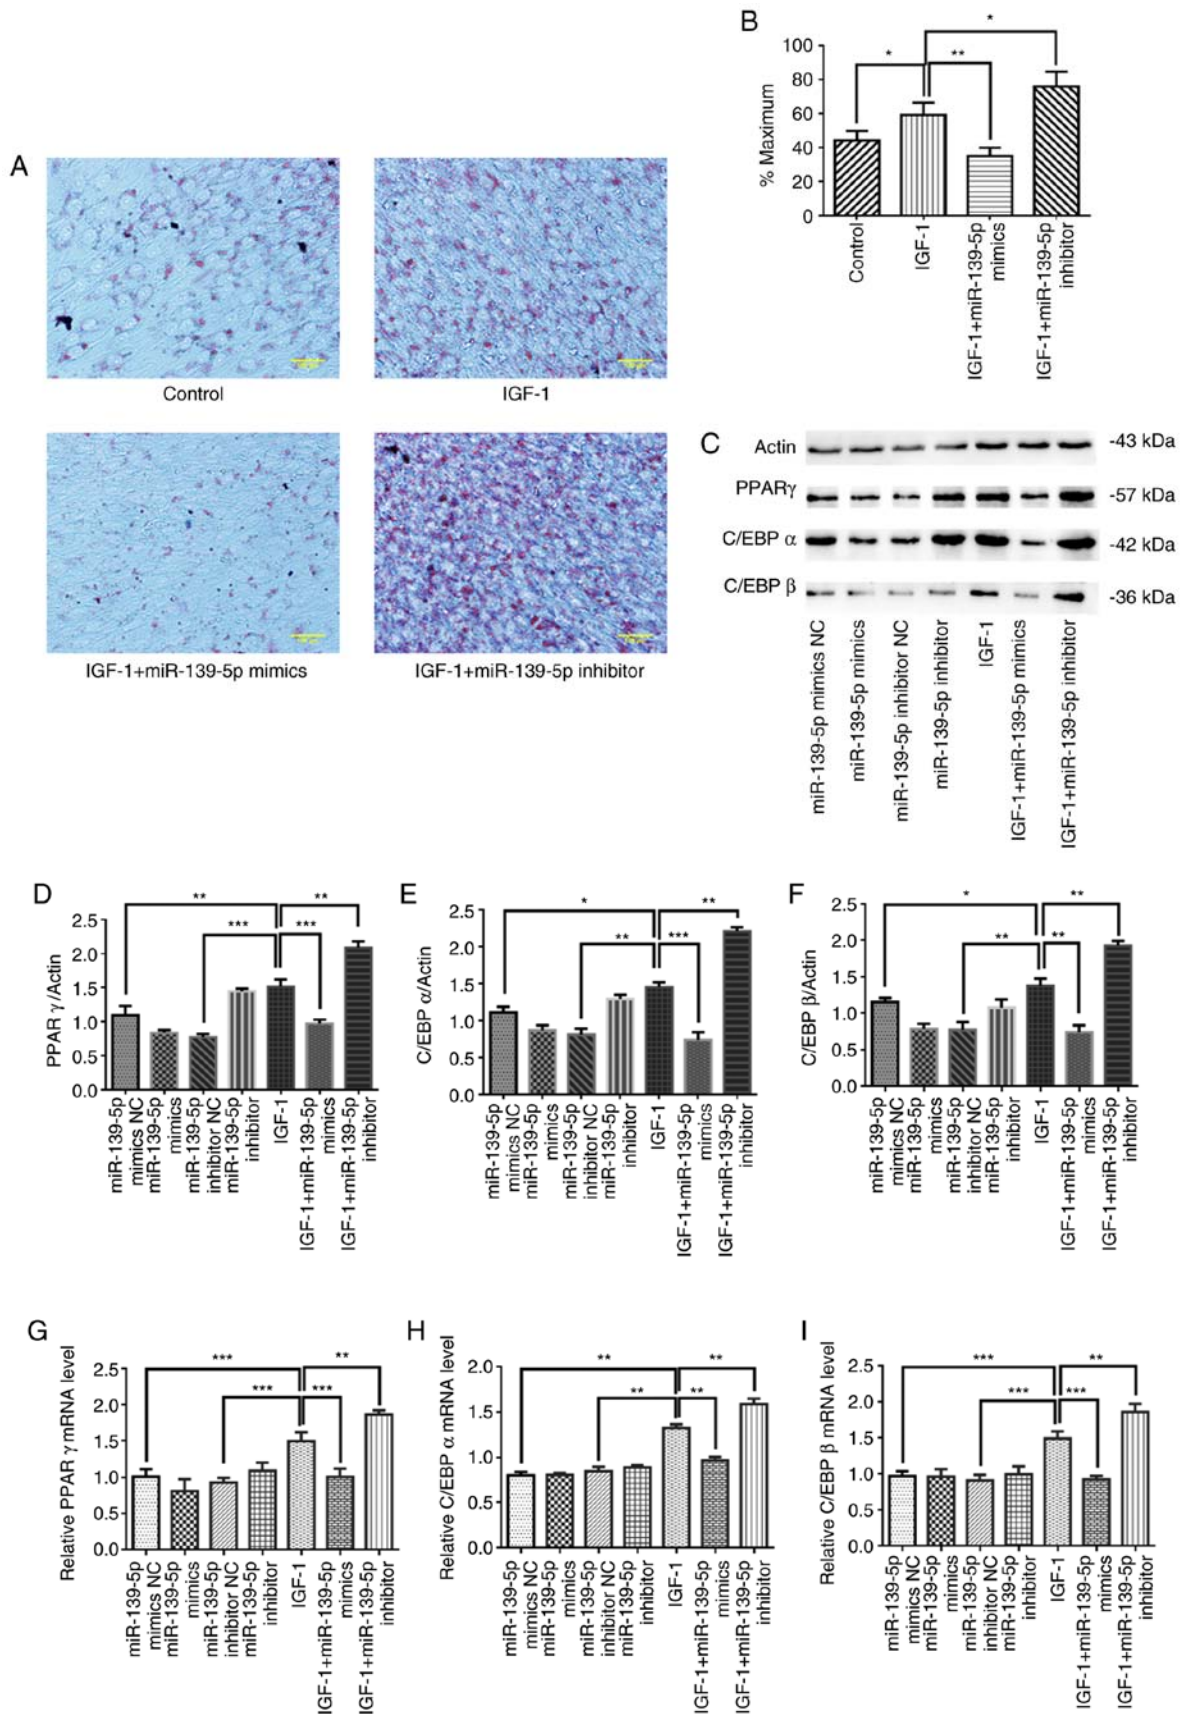 A
Control
IGF-1
IGF-1+miR-139-5p mimics
IGF-1+miR-139-5p inhibitor
B
% Maximum
100
80
60
40
20
0
*
*
**
Control
IGF-1
IGF-1+miR-139-5p
mimics
IGF-1+miR-139-5p
inhibitor
C
Actin
-43 kDa
PPARγ
-57 kDa
C/EBP α
-42 kDa
C/EBP β
-36 kDa
miR-139-5p mimics NC
miR-139-5p mimics
miR-139-5p inhibitor NC
miR-139-5p inhibitor
IGF-1
IGF-1+miR-139-5p mimics
IGF-1+miR-139-5p inhibitor
D
PPAR γ/Actin
2.5
2.0
1.5
1.0
0.5
0.0
**
**
***
***
miR-139-5p
mimics NC
miR-139-5p
mimics
miR-139-5p
inhibitor NC
miR-139-5p
inhibitor
IGF-1
IGF-1+miR-139-5p
mimics
IGF-1+miR-139-5p
inhibitor
E
C/EBP α/Actin
2.5
2.0
1.5
1.0
0.5
0.0
*
**
**
***
miR-139-5p
mimics NC
miR-139-5p
mimics
miR-139-5p
inhibitor NC
miR-139-5p
inhibitor
IGF-1
IGF-1+miR-139-5p
mimics
IGF-1+miR-139-5p
inhibitor
F
C/EBP β/Actin
2.5
2.0
1.5
1.0
0.5
0.0
*
**
**
**
miR-139-5p
mimics NC
miR-139-5p
mimics
miR-139-5p
inhibitor NC
miR-139-5p
inhibitor
IGF-1
IGF-1+miR-139-5p
mimics
IGF-1+miR-139-5p
inhibitor
G
Relative PPAR γ mRNA level
2.5
2.0
1.5
1.0
0.5
0.0
***
**
***
***
miR-139-5p
mimics NC
miR-139-5p
mimics
miR-139-5p
inhibitor NC
miR-139-5p
inhibitor
IGF-1
IGF-1+miR-139-5p
mimics
IGF-1+miR-139-5p
inhibitor
H
Relative C/EBP α mRNA level
2.0
1.5
1.0
0.5
0.0
**
**
**
**
miR-139-5p
mimics NC
miR-139-5p
mimics
miR-139-5p
inhibitor NC
miR-139-5p
inhibitor
IGF-1
IGF-1+miR-139-5p
mimics
IGF-1+miR-139-5p
inhibitor
I
Relative C/EBP β mRNA level
2.5
2.0
1.5
1.0
0.5
0.0
***
**
***
***
miR-139-5p
mimics NC
miR-139-5p
mimics
miR-139-5p
inhibitor NC
miR-139-5p
inhibitor
IGF-1
IGF-1+miR-139-5p
mimics
IGF-1+miR-139-5p
inhibitor